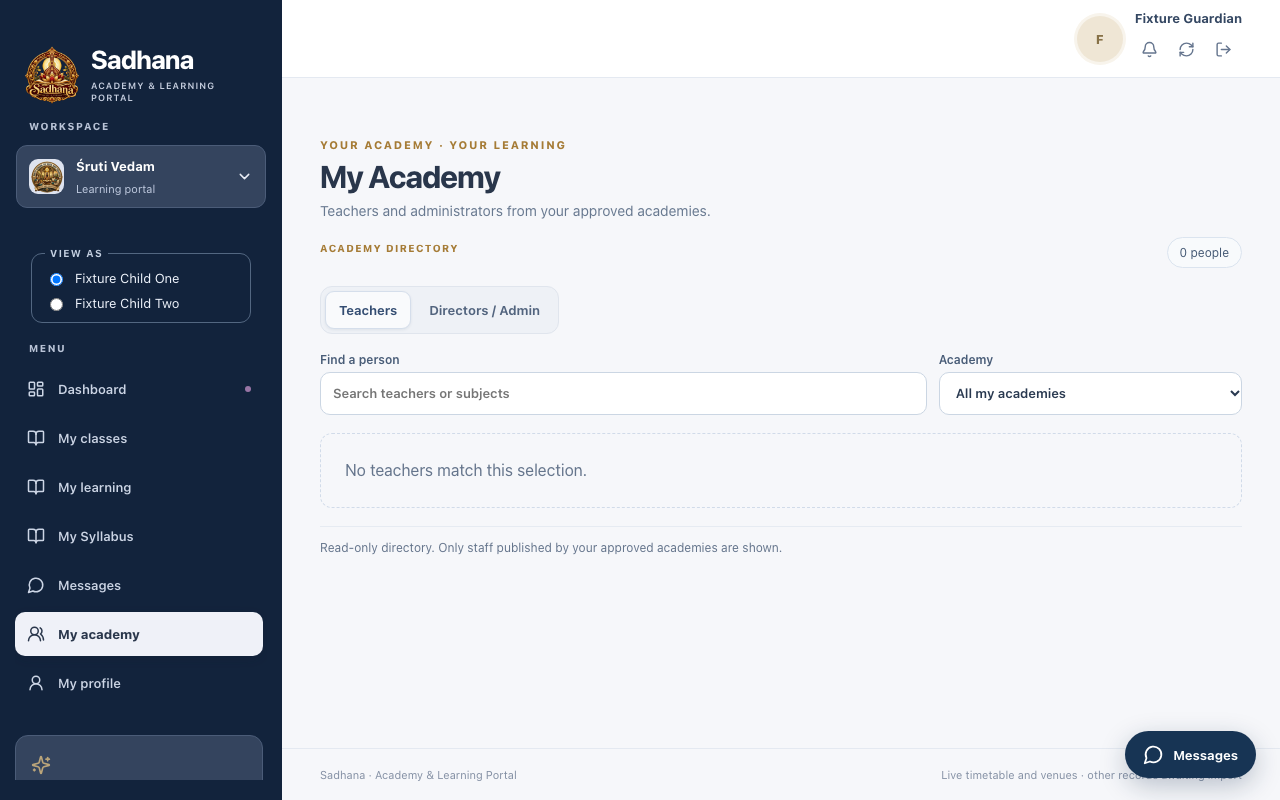 Sadhana
Sadhana
ACADEMY & LEARNING
PORTAL
WORKSPACE
Śruti Vedam
Learning portal
VIEW AS
Fixture Child One
Fixture Child Two
MENU
Dashboard
My classes
My learning
My Syllabus
Messages
My academy
My profile
F
Fixture Guardian
YOUR ACADEMY · YOUR LEARNING
My Academy
Teachers and administrators from your approved academies.
ACADEMY DIRECTORY
0 people
Teachers
Directors / Admin
Find a person
Academy
Search teachers or subjects
All my academies
No teachers match this selection.
Read-only directory. Only staff published by your approved academies are shown.
Sadhana · Academy & Learning Portal
Live timetable and venues · other
Messages